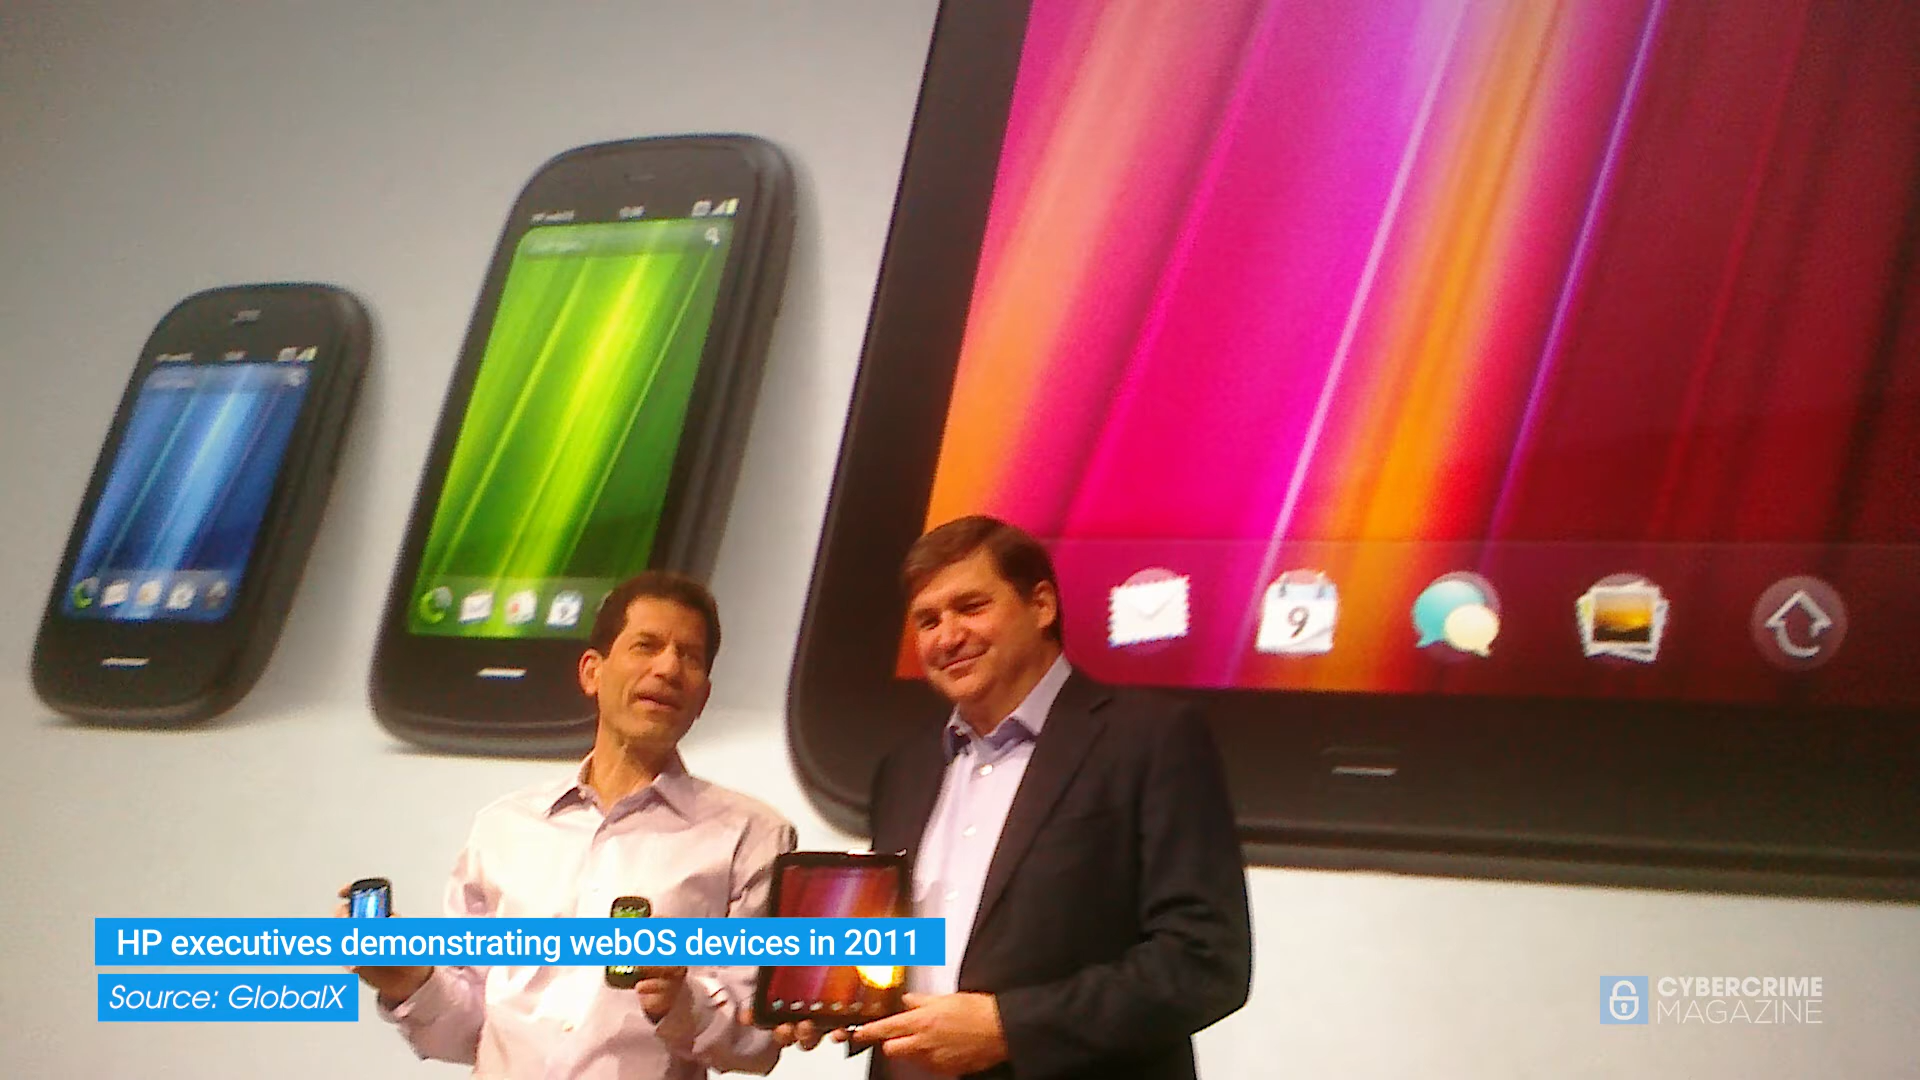 9
HP executives demonstrating webOS devices in 2011
Source: GlobalX
CYBERCRIME
MAGAZINE